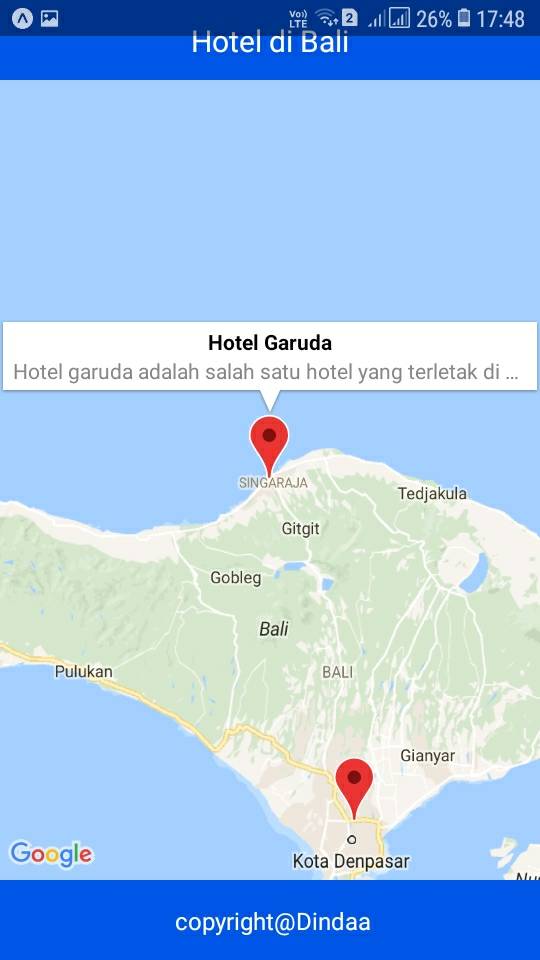 Vo)) LTE 2 26% 17:48
Hotel di Bali
Hotel Garuda
Hotel garuda adalah salah satu hotel yang terletak di ...
SINGARAJA
Tedjakula
Gitgit
Gobleg
Bali
Pulukan
BALI
Gianyar
Google
Kota Denpasar
copyright@Dindaa